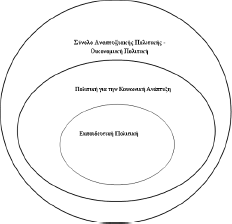 Σύνολο Αναπτυξιακής Πολιτικής -
Οικονομική Πολιτική
Πολιτική για την Κοινωνική Ανάπτυξη
Εκπαιδευτική Πολιτική